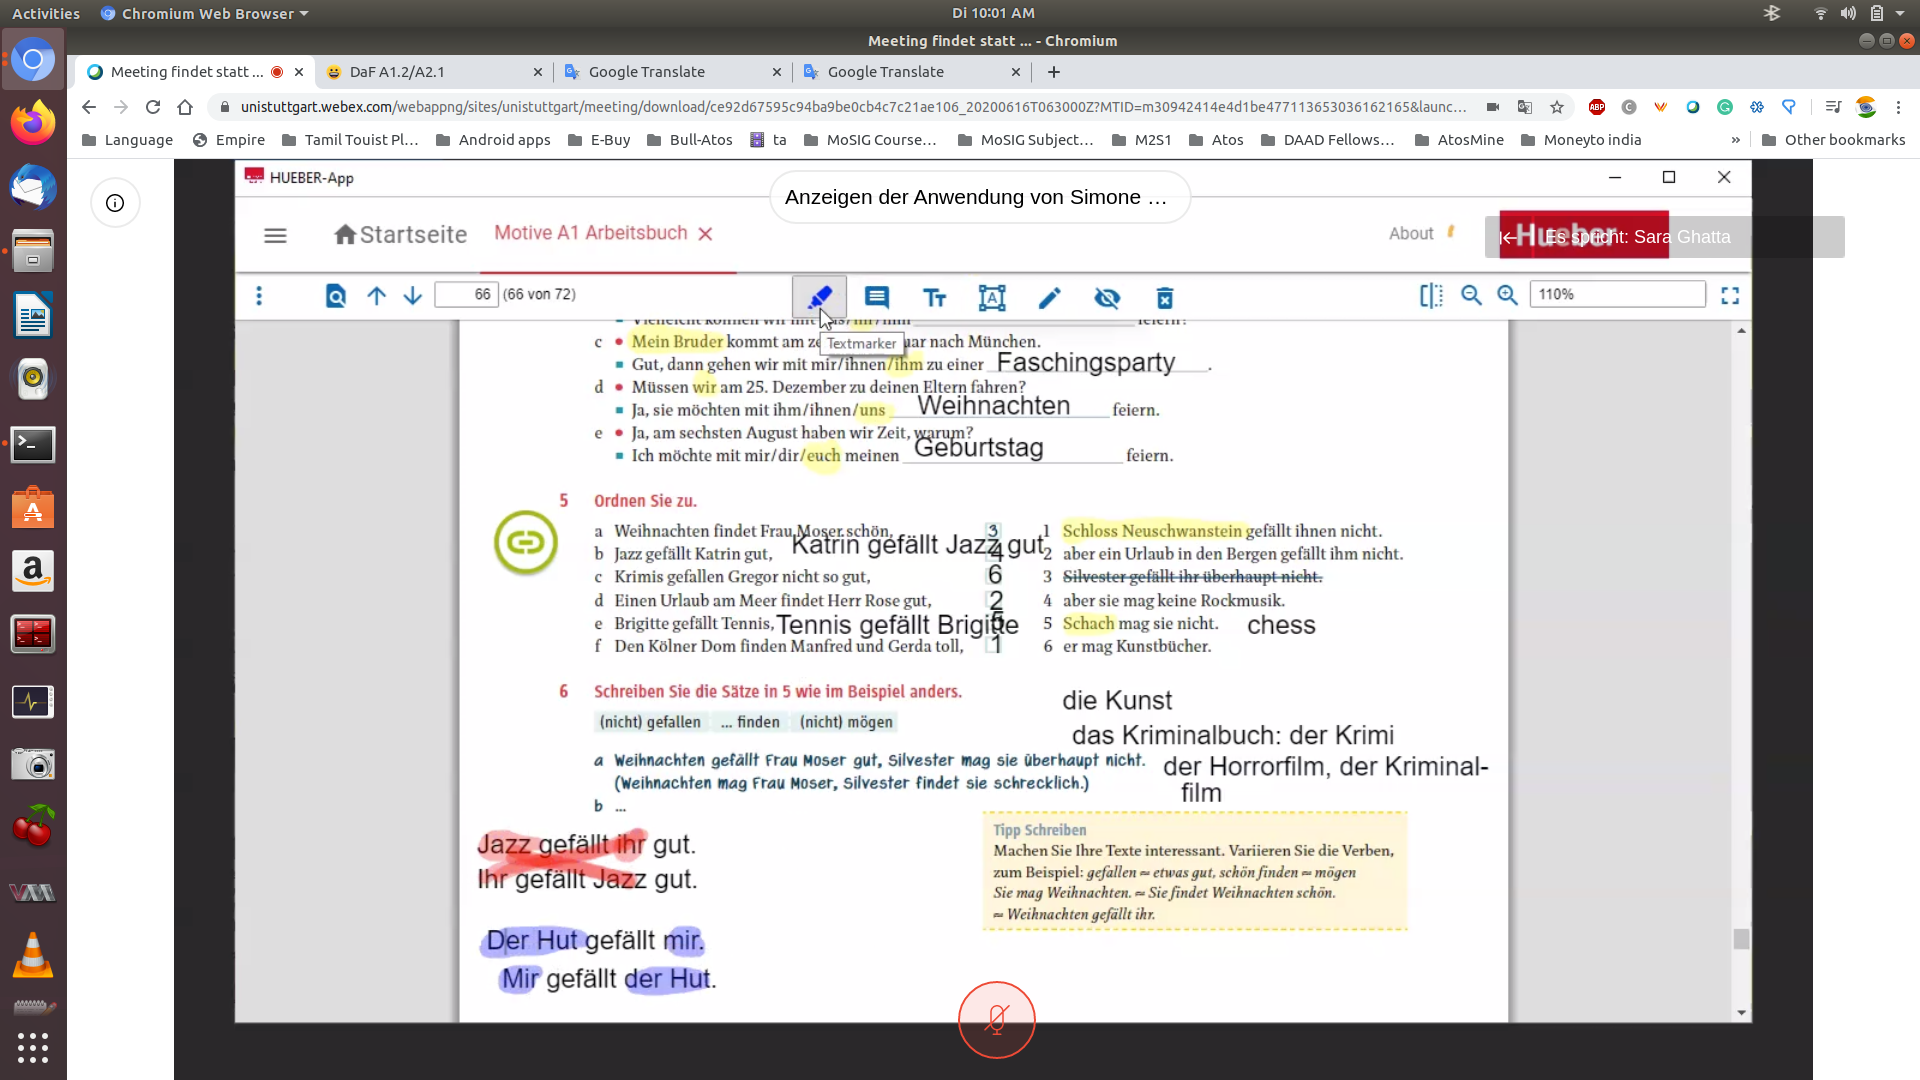 Activities
Chromium Web Browser
Di 10:01 AM
Meeting findet statt ... - Chromium
Meeting findet statt ...
DaF A1.2/A2.1
Google Translate
Google Translate
unistuttgart.webex.com/webappng/sites/unistuttgart/meeting/download/ce92d67595c94ba9be0cb4c7c21ae106_20200616T063000Z?MTID=m30942414e4d1be477113653036162165&launc...
Language
Empire
Tamil Touist Pl...
Android apps
E-Buy
Bull-Atos
ta
MoSIG Course...
MoSIG Subject...
M2S1
Atos
DAAD Fellows...
AtosMine
Moneyto india
»
Other bookmarks
HUEBER-App
Anzeigen der Anwendung von Simone …
Startseite
Motive A1 Arbeitsbuch
About
Hueber
Es spricht: Sara Ghatta
66 (66 von 72)
110%
Textmarker
feiern?
c Mein Bruder kommt am nach München.
Gut, dann gehen wir mit mir/ihnen/ihm zu einer Faschingsparty.
d Müssen wir am 25. Dezember zu deinen Eltern fahren?
Ja, sie möchten mit ihm/ihnen/uns Weihnachten feiern.
e Ja, am sechsten August haben wir Zeit, warum?
Ich möchte mit mir/dir/euch meinen Geburtstag feiern.
5 Ordnen Sie zu.
a Weihnachten findet Frau Moser schön, 3
b Jazz gefällt Katrin gut, Katrin gefällt Jazz gut 4
c Krimis gefallen Gregor nicht so gut, 6
d Einen Urlaub am Meer findet Herr Rose gut, 2
e Brigitte gefällt Tennis, Tennis gefällt Brigitte 5
f Den Kölner Dom finden Manfred und Gerda toll, 1
1 Schloss Neuschwanstein gefällt ihnen nicht.
2 aber ein Urlaub in den Bergen gefällt ihm nicht.
3 Silvester gefällt ihr überhaupt nicht.
4 aber sie mag keine Rockmusik.
5 Schach mag sie nicht. chess
6 er mag Kunstbücher.
6 Schreiben Sie die Sätze in 5 wie im Beispiel anders.
(nicht) gefallen ... finden (nicht) mögen
die Kunst
das Kriminalbuch: der Krimi
der Horrorfilm, der Kriminal-
film
a Weihnachten gefällt Frau Moser gut, Silvester mag sie überhaupt nicht.
(Weihnachten mag Frau Moser, Silvester findet sie schrecklich.)
b ...
Jazz gefällt ihr gut.
Ihr gefällt Jazz gut.
Der Hut gefällt mir.
Mir gefällt der Hut.
Tipp Schreiben
Machen Sie Ihre Texte interessant. Variieren Sie die Verben,
zum Beispiel: gefallen ≈ etwas gut, schön finden ≈ mögen
Sie mag Weihnachten. ≈ Sie findet Weihnachten schön.
≈ Weihnachten gefällt ihr.